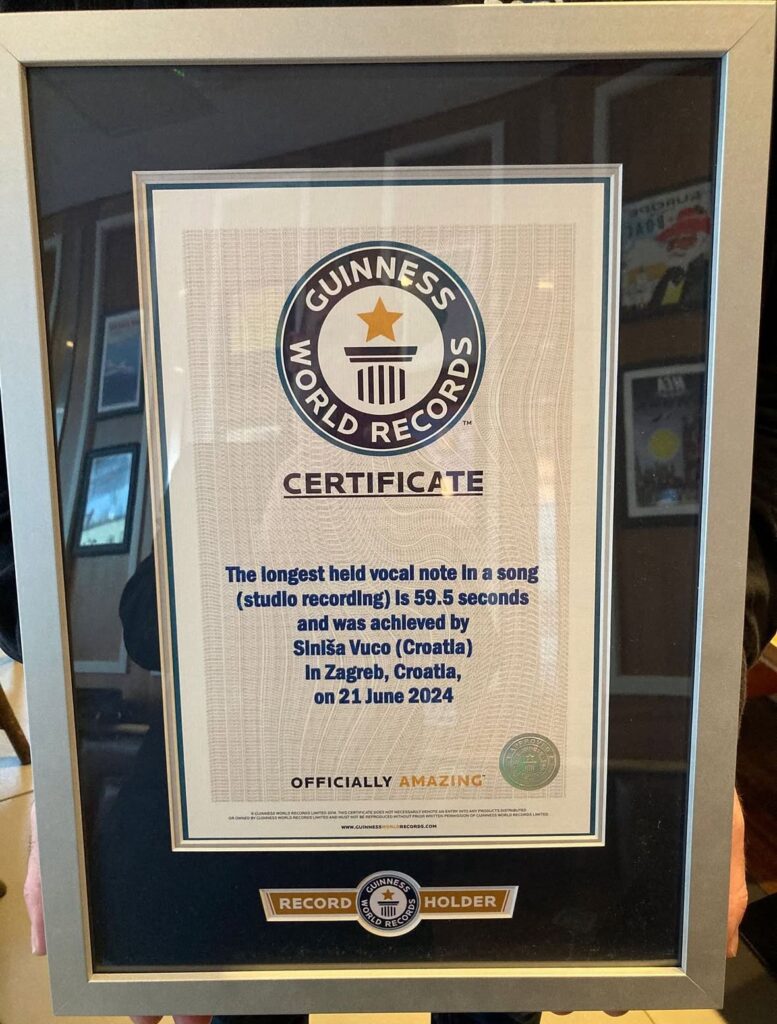 GUINNESS
WORLD RECORDS
TM
CERTIFICATE
The longest held vocal note in a song
(studio recording) is 59.5 seconds
and was achieved by
Siniša Vuco (Croatia)
in Zagreb, Croatia,
on 21 June 2024
OFFICIALLY AMAZING
WWW.GUINNESSWORLDRECORDS.COM
RECORD
GUINNESS
WORLD RECORDS
HOLDER